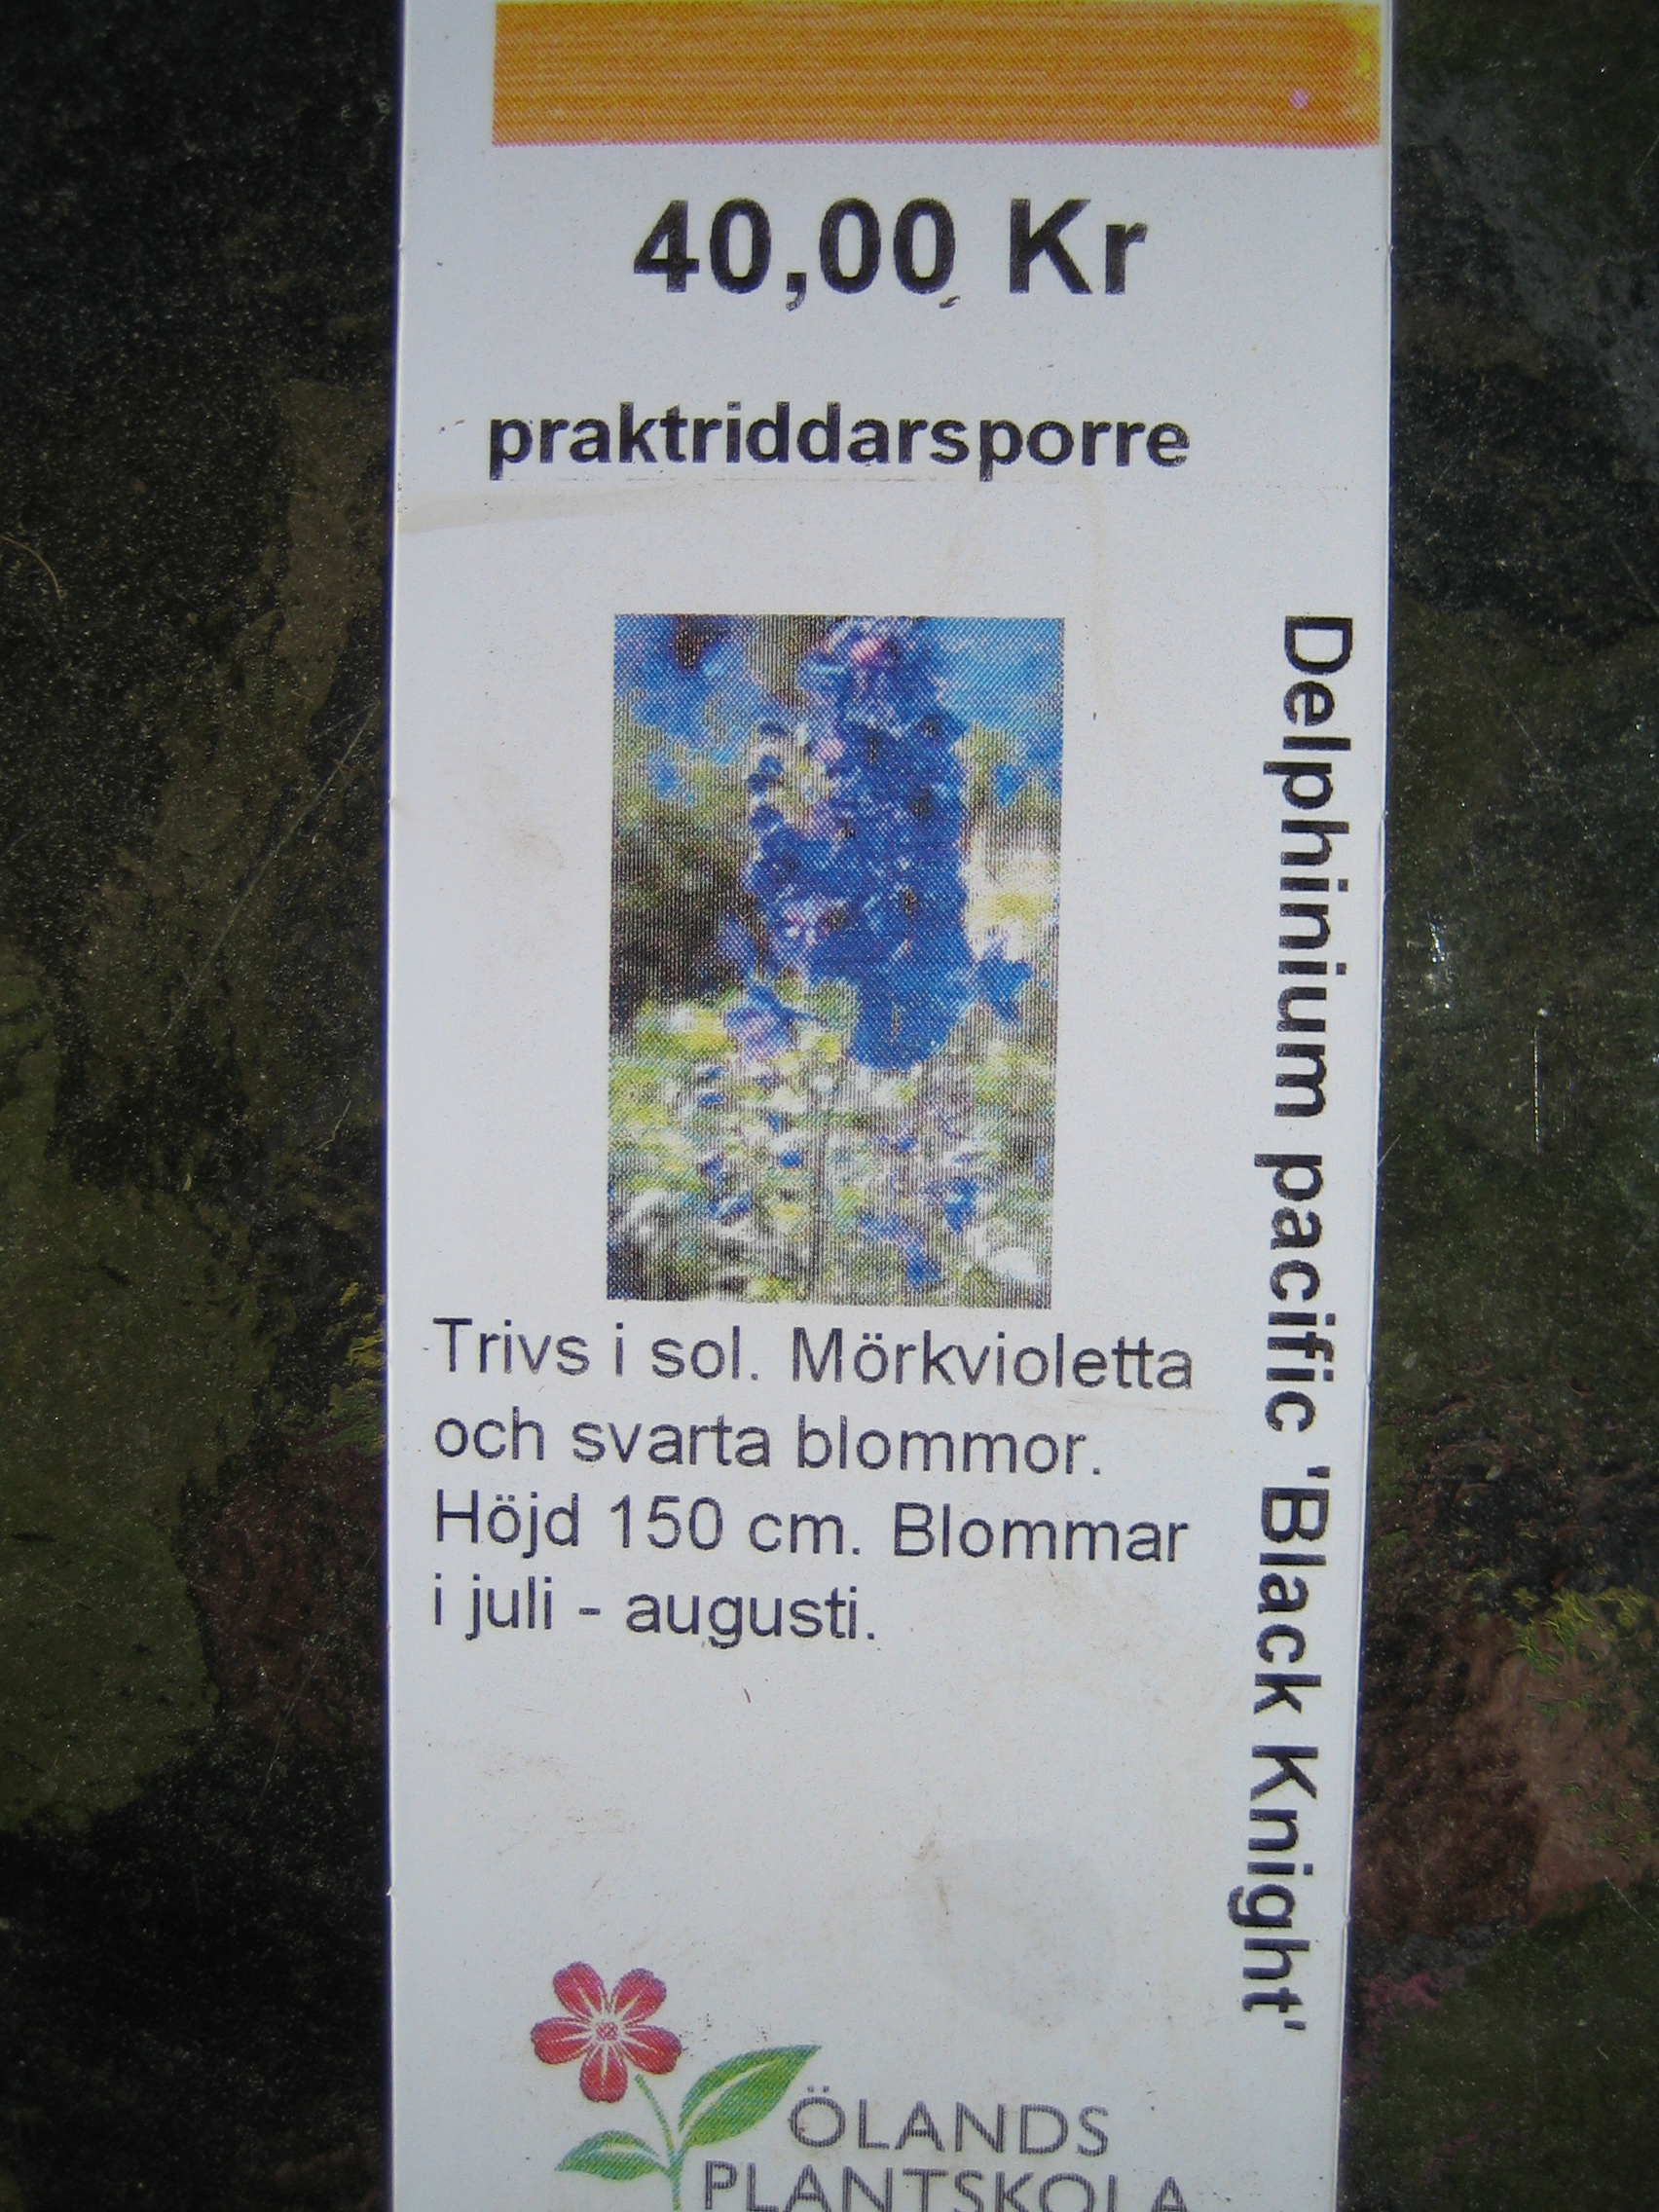 40,00 Kr
praktriddarsporre
Delphinium pacific 'Black Knight'
Trivs i sol. Mörkvioletta
och svarta blommor.
Höjd 150 cm. Blommar
i juli - augusti.
ÖLANDS
PLANTSKOLA